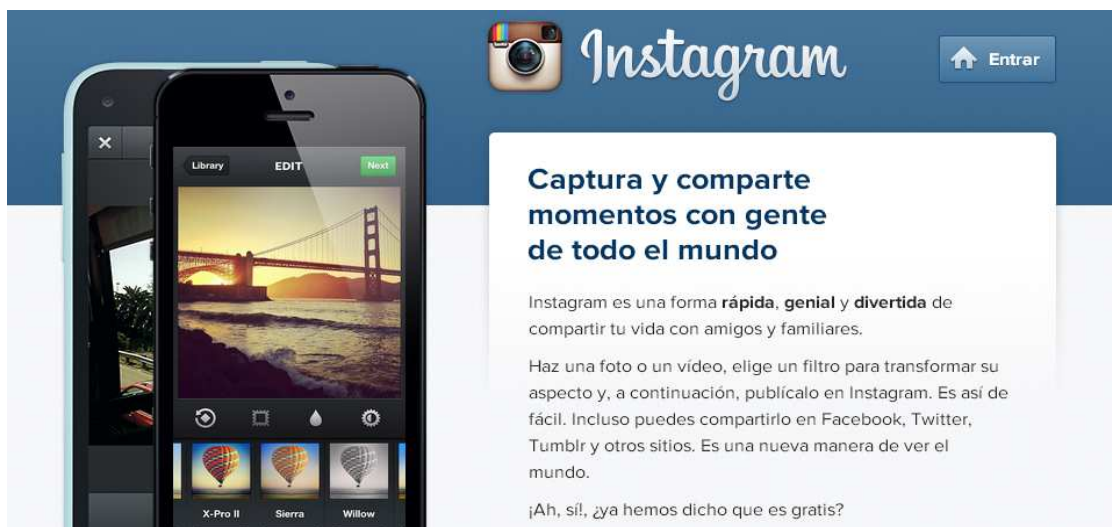 Instagram
Entrar
Library
EDIT
Next
X-Pro II
Sierra
Willow
Captura y comparte
momentos con gente
de todo el mundo
Instagram es una forma rápida, genial y divertida de
compartir tu vida con amigos y familiares.
Haz una foto o un vídeo, elige un filtro para transformar su
aspecto y, a continuación, publícalo en Instagram. Es así de
fácil. Incluso puedes compartirlo en Facebook, Twitter,
Tumblr y otros sitios. Es una nueva manera de ver el
mundo.
¡Ah, sí!, ¿ya hemos dicho que es gratis?